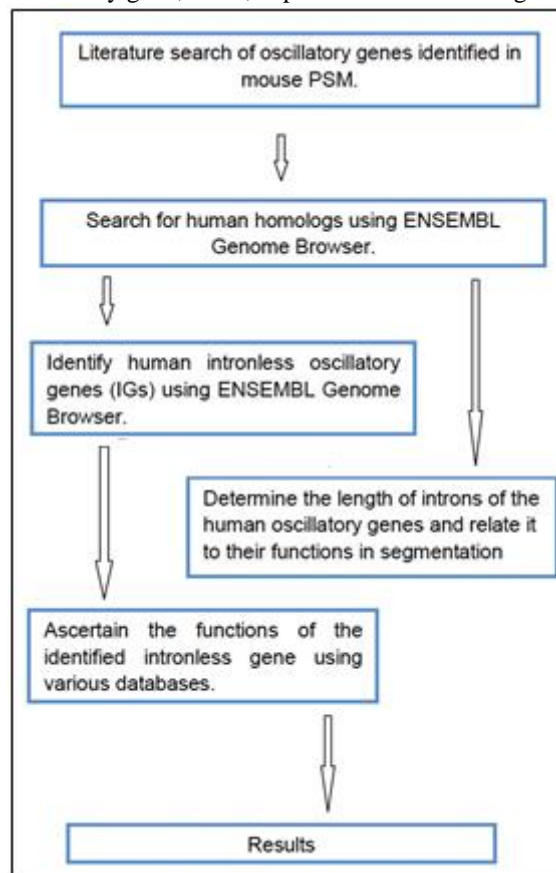 Literature search of oscillatory genes identified in
mouse PSM.
Search for human homologs using ENSEMBL
Genome Browser.
Identify human intronless oscillatory
genes (IGs) using ENSEMBL Genome
Browser.
Determine the length of introns of the
human oscillatory genes and relate it
to their functions in segmentation
Ascertain the functions of the
identified intronless gene using
various databases.
Results